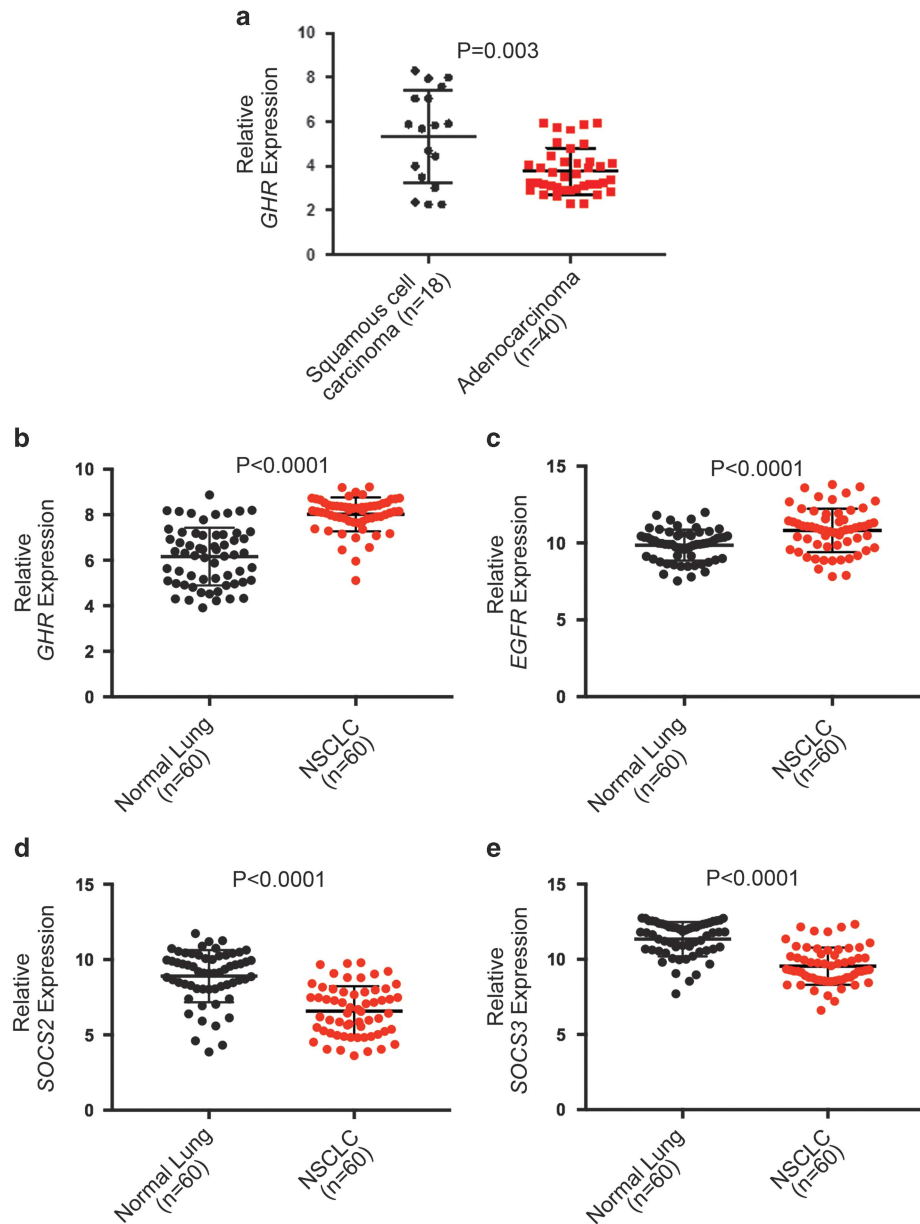 a
P=0.003
Relative
GHR Expression
10
8
6
4
2
0
Squamous cell
carcinoma (n=18)
Adenocarcinoma
(n=40)
b
P<0.0001
Relative
GHR Expression
10
8
6
4
2
0
Normal Lung
(n=60)
NSCLC
(n=60)
c
P<0.0001
Relative
EGFR Expression
15
10
5
0
Normal Lung
(n=60)
NSCLC
(n=60)
d
P<0.0001
Relative
SOCS2 Expression
15
10
5
0
Normal Lung
(n=60)
NSCLC
(n=60)
e
P<0.0001
Relative
SOCS3 Expression
15
10
5
0
Normal Lung
(n=60)
NSCLC
(n=60)